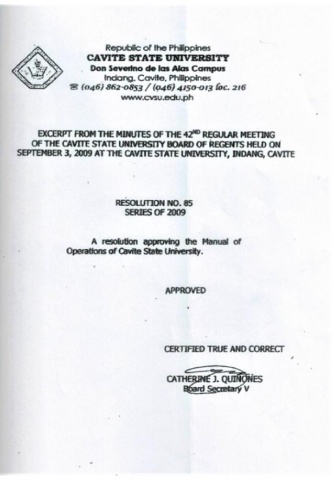 Republic of the Philippines
CAVITE STATE UNIVERSITY
Don Severino de las Alas Campus
Indang, Cavite, Philippines
☏ (046) 862-0853 / (046) 4150-013 loc. 216
www.cvsu.edu.ph
EXCERPT FROM THE MINUTES OF THE 42ND REGULAR MEETING
OF THE CAVITE STATE UNIVERSITY BOARD OF REGENTS HELD ON
SEPTEMBER 3, 2009 AT THE CAVITE STATE UNIVERSITY, INDANG, CAVITE
RESOLUTION NO. 85
SERIES OF 2009
A resolution approving the Manual of
Operations of Cavite State University.
APPROVED
CERTIFIED TRUE AND CORRECT
CATHERINE J. QUIÑONES
Board Secretary V